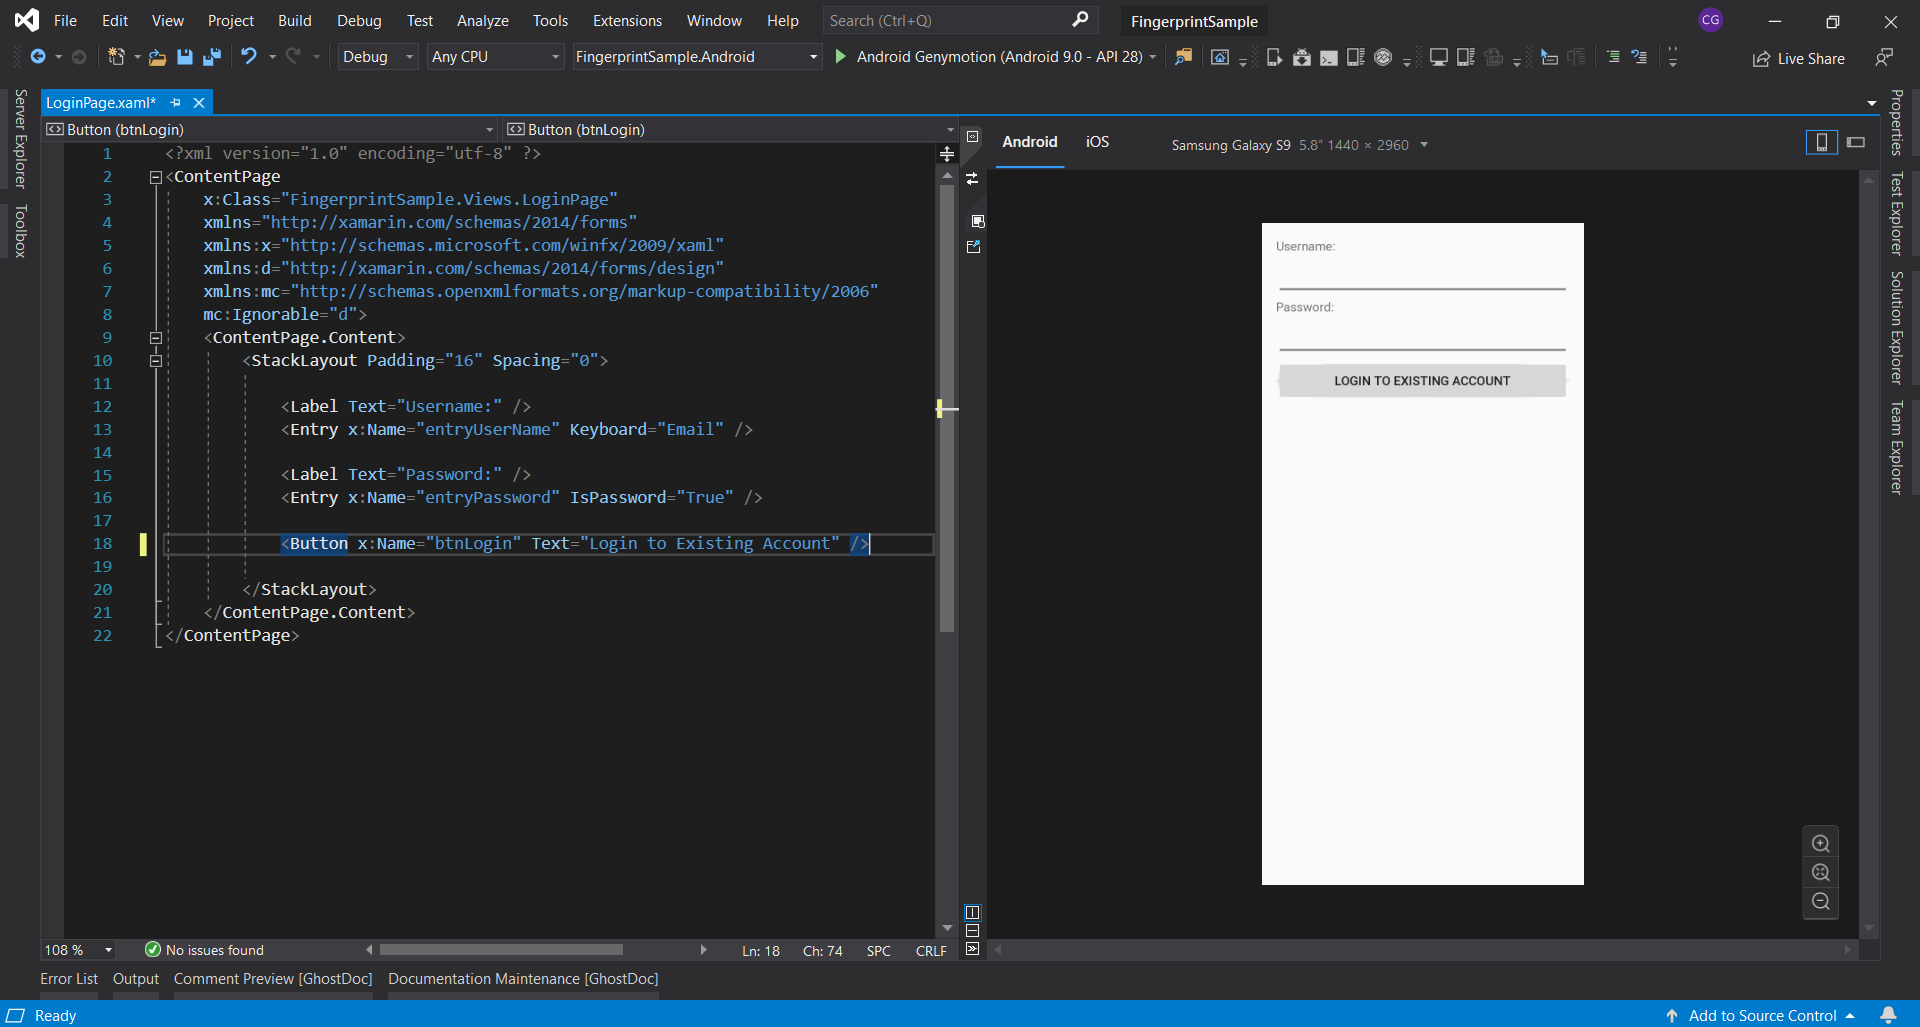 File Edit View Project Build Debug Test Analyze Tools Extensions Window Help Search (Ctrl+Q) FingerprintSample CG
Debug Any CPU FingerprintSample.Android Android Genymotion (Android 9.0 - API 28) Live Share
Server Explorer
Toolbox
LoginPage.xaml*
Button (btnLogin) Button (btnLogin)
1 <?xml version="1.0" encoding="utf-8" ?>
2 <ContentPage
3 x:Class="FingerprintSample.Views.LoginPage"
4 xmlns="http://xamarin.com/schemas/2014/forms"
5 xmlns:x="http://schemas.microsoft.com/winfx/2009/xaml"
6 xmlns:d="http://xamarin.com/schemas/2014/forms/design"
7 xmlns:mc="http://schemas.openxmlformats.org/markup-compatibility/2006"
8 mc:Ignorable="d">
9 <ContentPage.Content>
10 <StackLayout Padding="16" Spacing="0">
11
12 <Label Text="Username:" />
13 <Entry x:Name="entryUserName" Keyboard="Email" />
14
15 <Label Text="Password:" />
16 <Entry x:Name="entryPassword" IsPassword="True" />
17
18 <Button x:Name="btnLogin" Text="Login to Existing Account" />
19
20 </StackLayout>
21 </ContentPage.Content>
22 </ContentPage>
Android iOS Samsung Galaxy S9 5.8" 1440 × 2960
Username:
Password:
LOGIN TO EXISTING ACCOUNT
Properties
Test Explorer
Solution Explorer
Team Explorer
108 % No issues found Ln: 18 Ch: 74 SPC CRLF
Error List Output Comment Preview [GhostDoc] Documentation Maintenance [GhostDoc]
Ready Add to Source Control